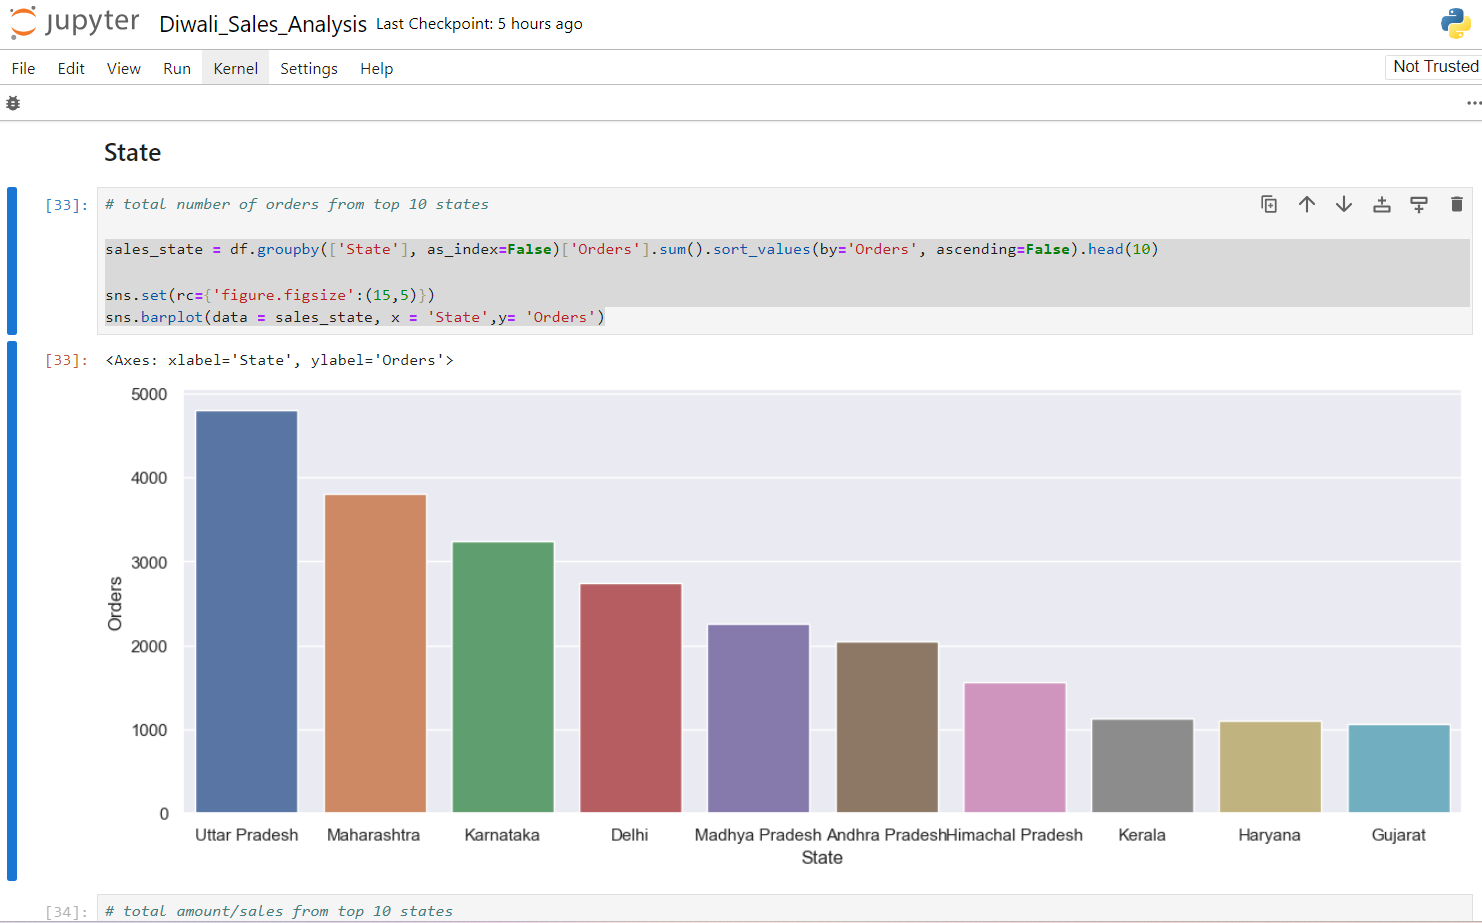 jupyter Diwali_Sales_Analysis Last Checkpoint: 5 hours ago
File Edit View Run Kernel Settings Help Not Trusted
State
[33]: # total number of orders from top 10 states
sales_state = df.groupby(['State'], as_index=False)['Orders'].sum().sort_values(by='Orders', ascending=False).head(10)
sns.set(rc={'figure.figsize':(15,5)})
sns.barplot(data = sales_state, x = 'State',y= 'Orders')
[33]: <Axes: xlabel='State', ylabel='Orders'>
5000
4000
3000
2000
1000
0
Orders
Uttar Pradesh Maharashtra Karnataka Delhi Madhya Pradesh Andhra Pradesh Himachal Pradesh Kerala Haryana Gujarat
State
[34]: # total amount/sales from top 10 states